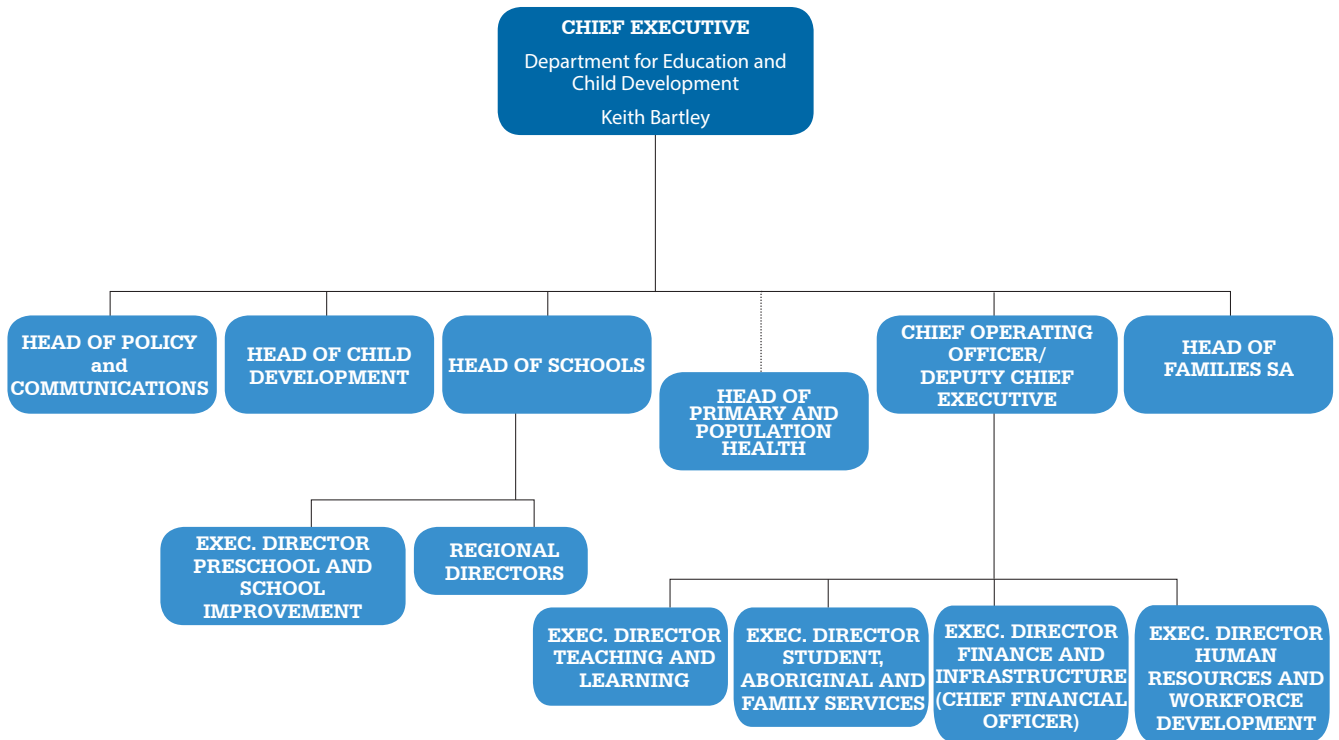 CHIEF EXECUTIVE
Department for Education and
Child Development
Keith Bartley
HEAD OF POLICY
and
COMMUNICATIONS
HEAD OF CHILD
DEVELOPMENT
HEAD OF SCHOOLS
HEAD OF
PRIMARY AND
POPULATION
HEALTH
CHIEF OPERATING
OFFICER/
DEPUTY CHIEF
EXECUTIVE
HEAD OF
FAMILIES SA
EXEC. DIRECTOR
PRESCHOOL AND
SCHOOL
IMPROVEMENT
REGIONAL
DIRECTORS
EXEC. DIRECTOR
TEACHING AND
LEARNING
EXEC. DIRECTOR
STUDENT,
ABORIGINAL AND
FAMILY SERVICES
EXEC. DIRECTOR
FINANCE AND
INFRASTRUCTURE
(CHIEF FINANCIAL
OFFICER)
EXEC. DIRECTOR
HUMAN
RESOURCES AND
WORKFORCE
DEVELOPMENT